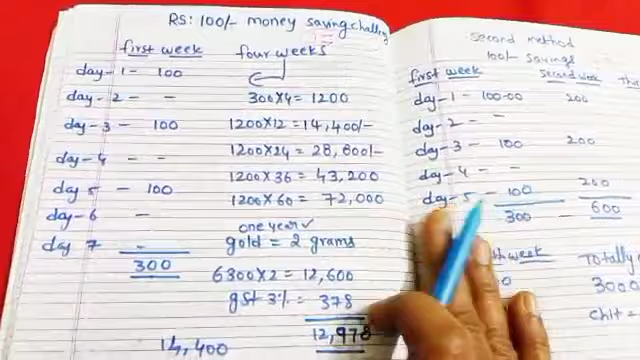 RS: 100/- money saving challenge
first week four weeks
day-1- 100
day-2 - - 300X4= 1200
day-3 - 100 1200X12=14,400/-
day-4 - - 1200X24=28,800/-
day 5 - 100 1200X36=43,200
day-6 - 1200X60=72,000
one year✓
day 7 - gold = 2 grams
300 6300X2=12,600
gst 3%= 378
14,400 12,978
second method
100/- savings
first week second week
day-1-100-00 200
day-2- -
day-3- 100 200
day-4 - -
day-5 - 100 200
300 - 600
week Totally
3000
chit =